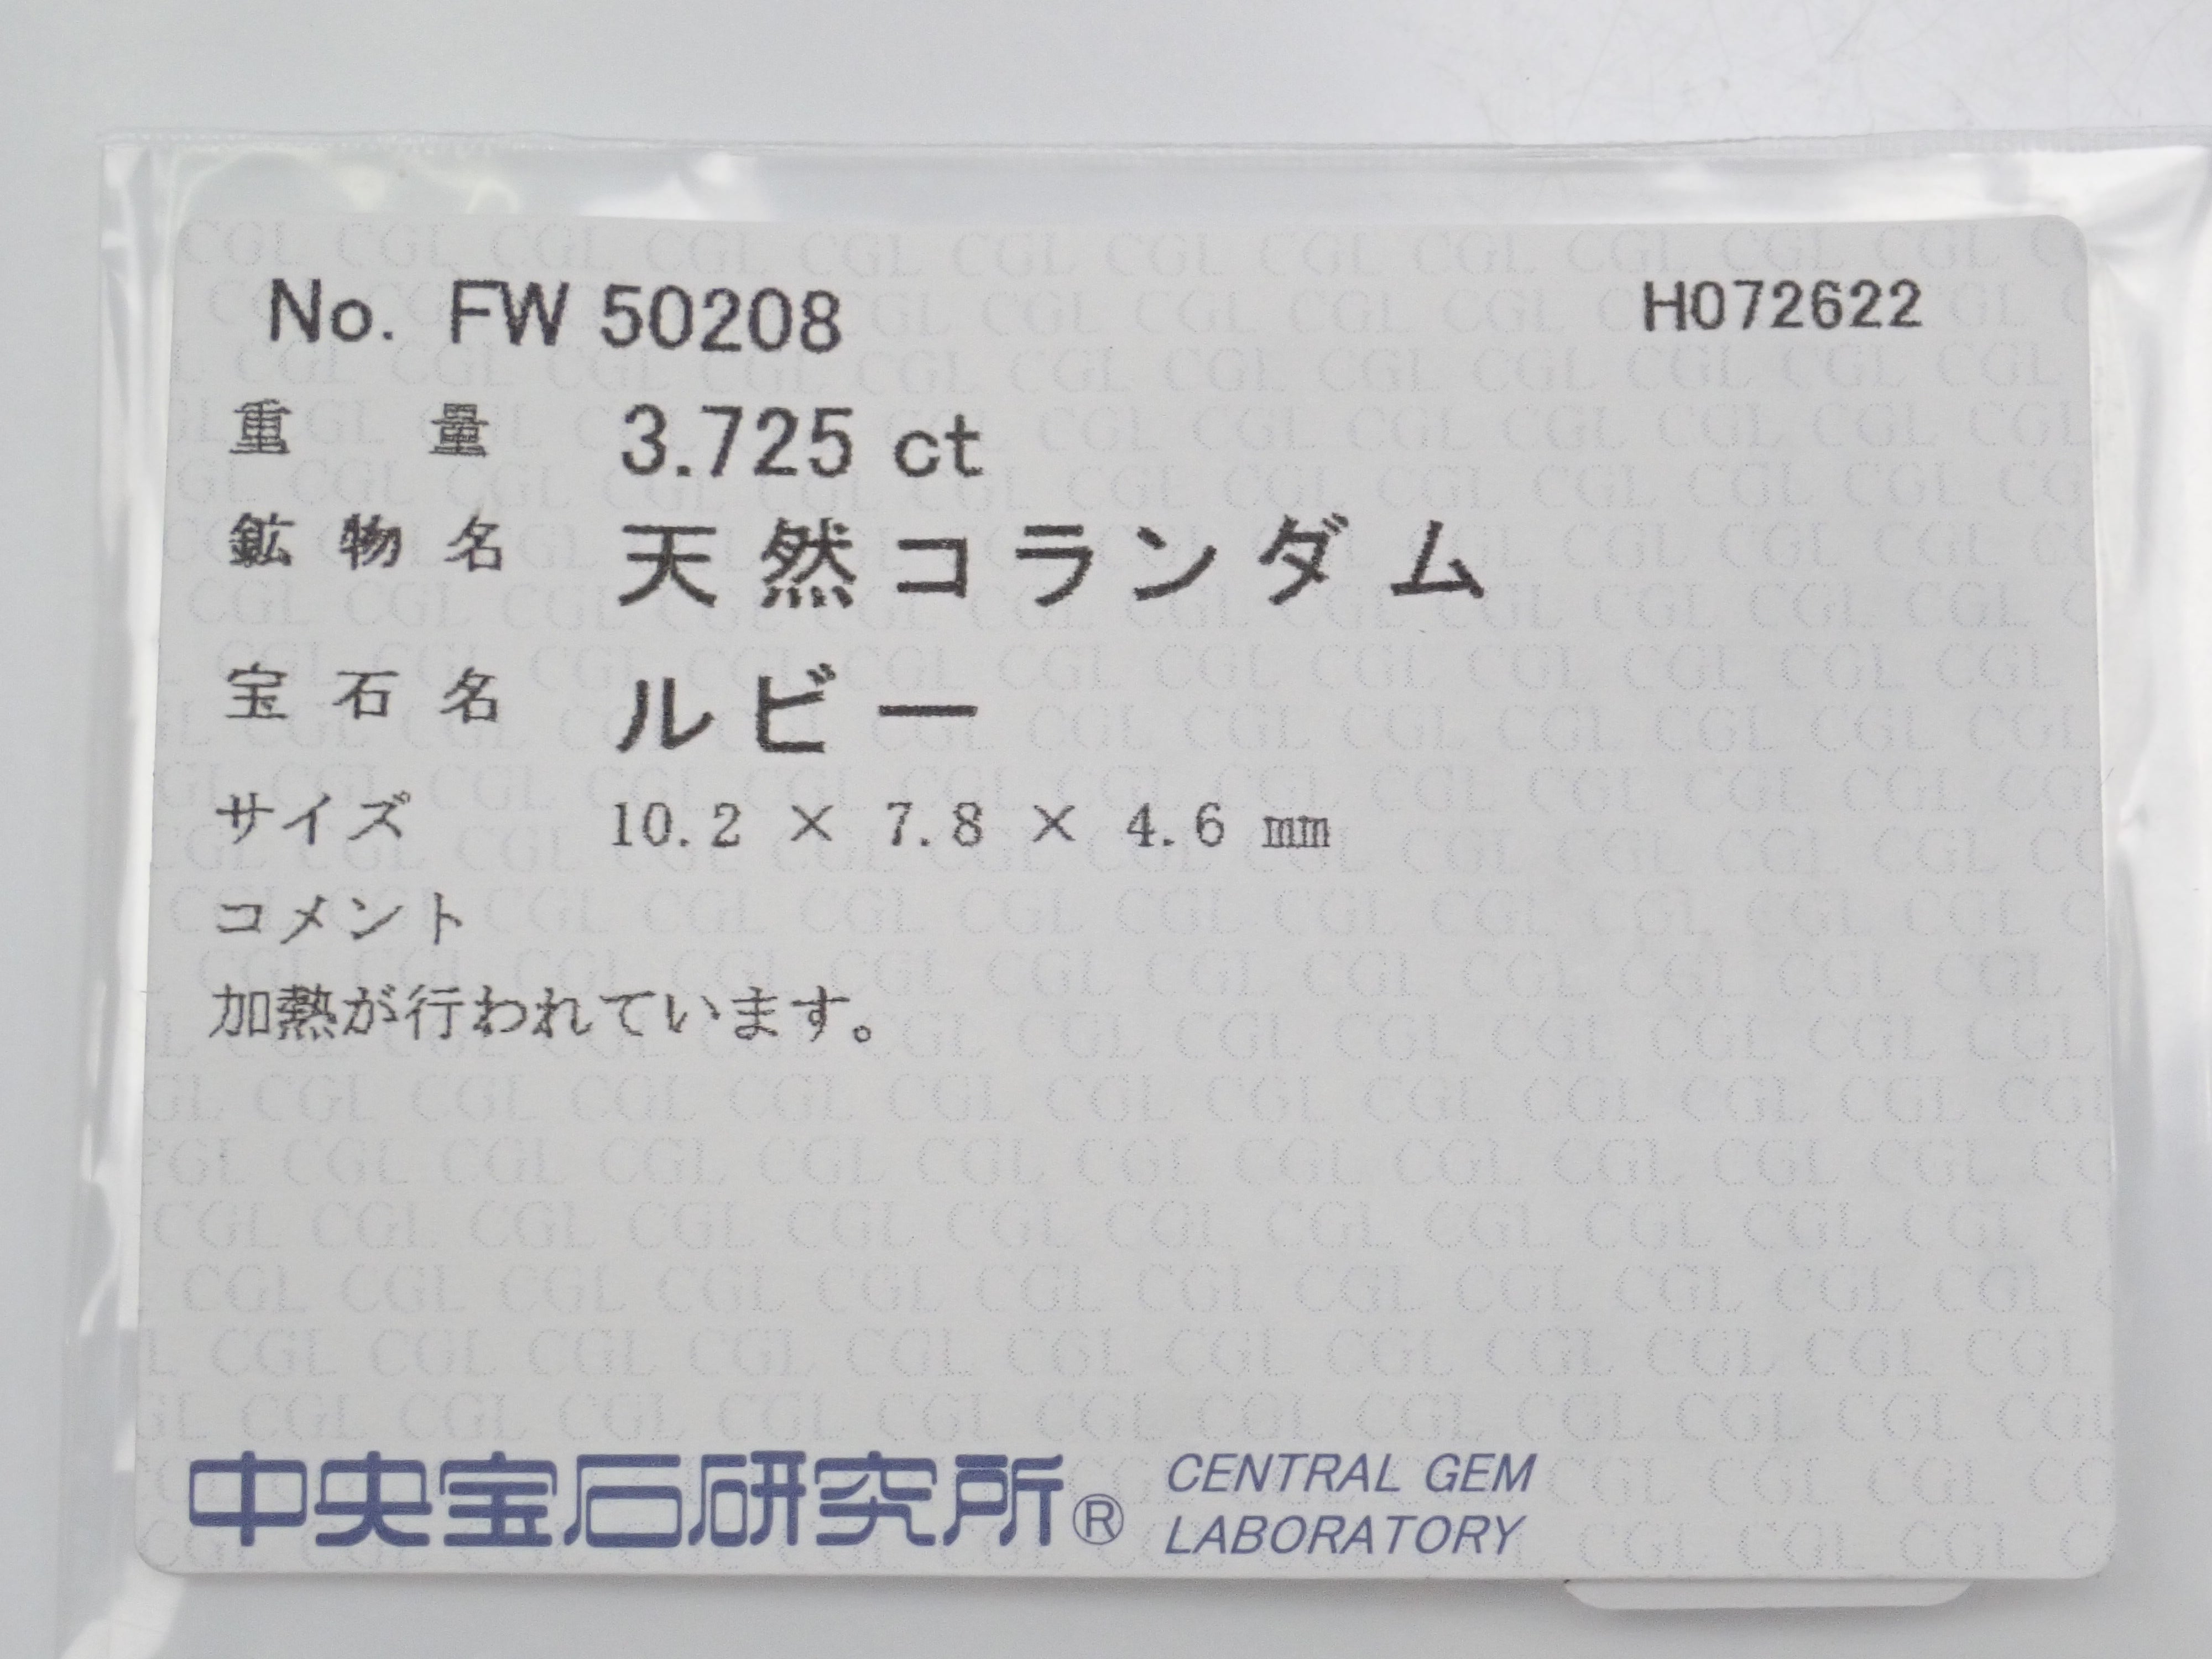 No. FW 50208 H072622
重量 3.725 ct
鉱物名 天然コランダム
宝石名 ルビー
サイズ 10.2 × 7.8 × 4.6 mm
コメント
加熱が行われています。
中央宝石研究所® CENTRAL GEM
LABORATORY